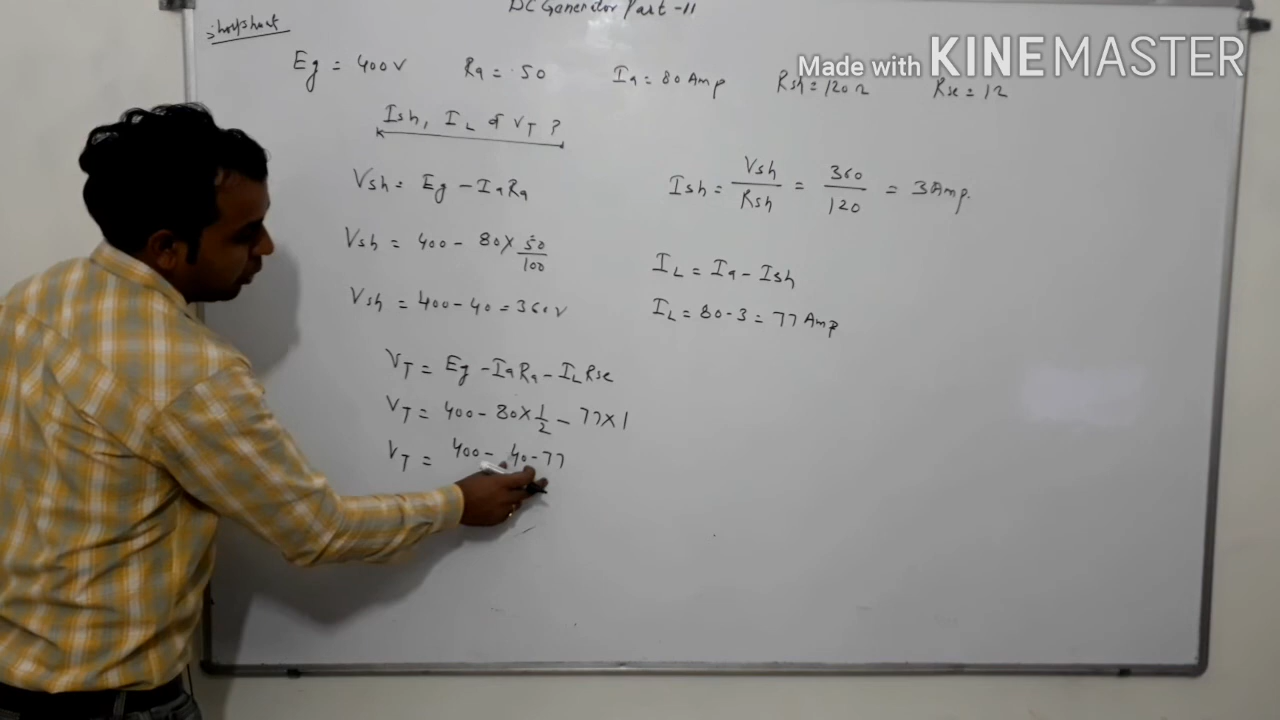 DC Generator Part -11
Short shunt
Made with KINEMASTER
Eg = 400V Ra = .50 Ia = 80 Amp Rsh = 120Ω Rse = 1Ω
Ish, IL & VT ?
Vsh = Eg - IaRa
Vsh = 400 - 80 × 50/100
Vsh = 400 - 40 = 360V
Ish = Vsh/Rsh = 360/120 = 3 Amp.
IL = Ia - Ish
IL = 80 - 3 = 77 Amp
VT = Eg - IaRa - ILRse
VT = 400 - 80 × 1/2 - 77 × 1
VT = 400 - 40 - 77